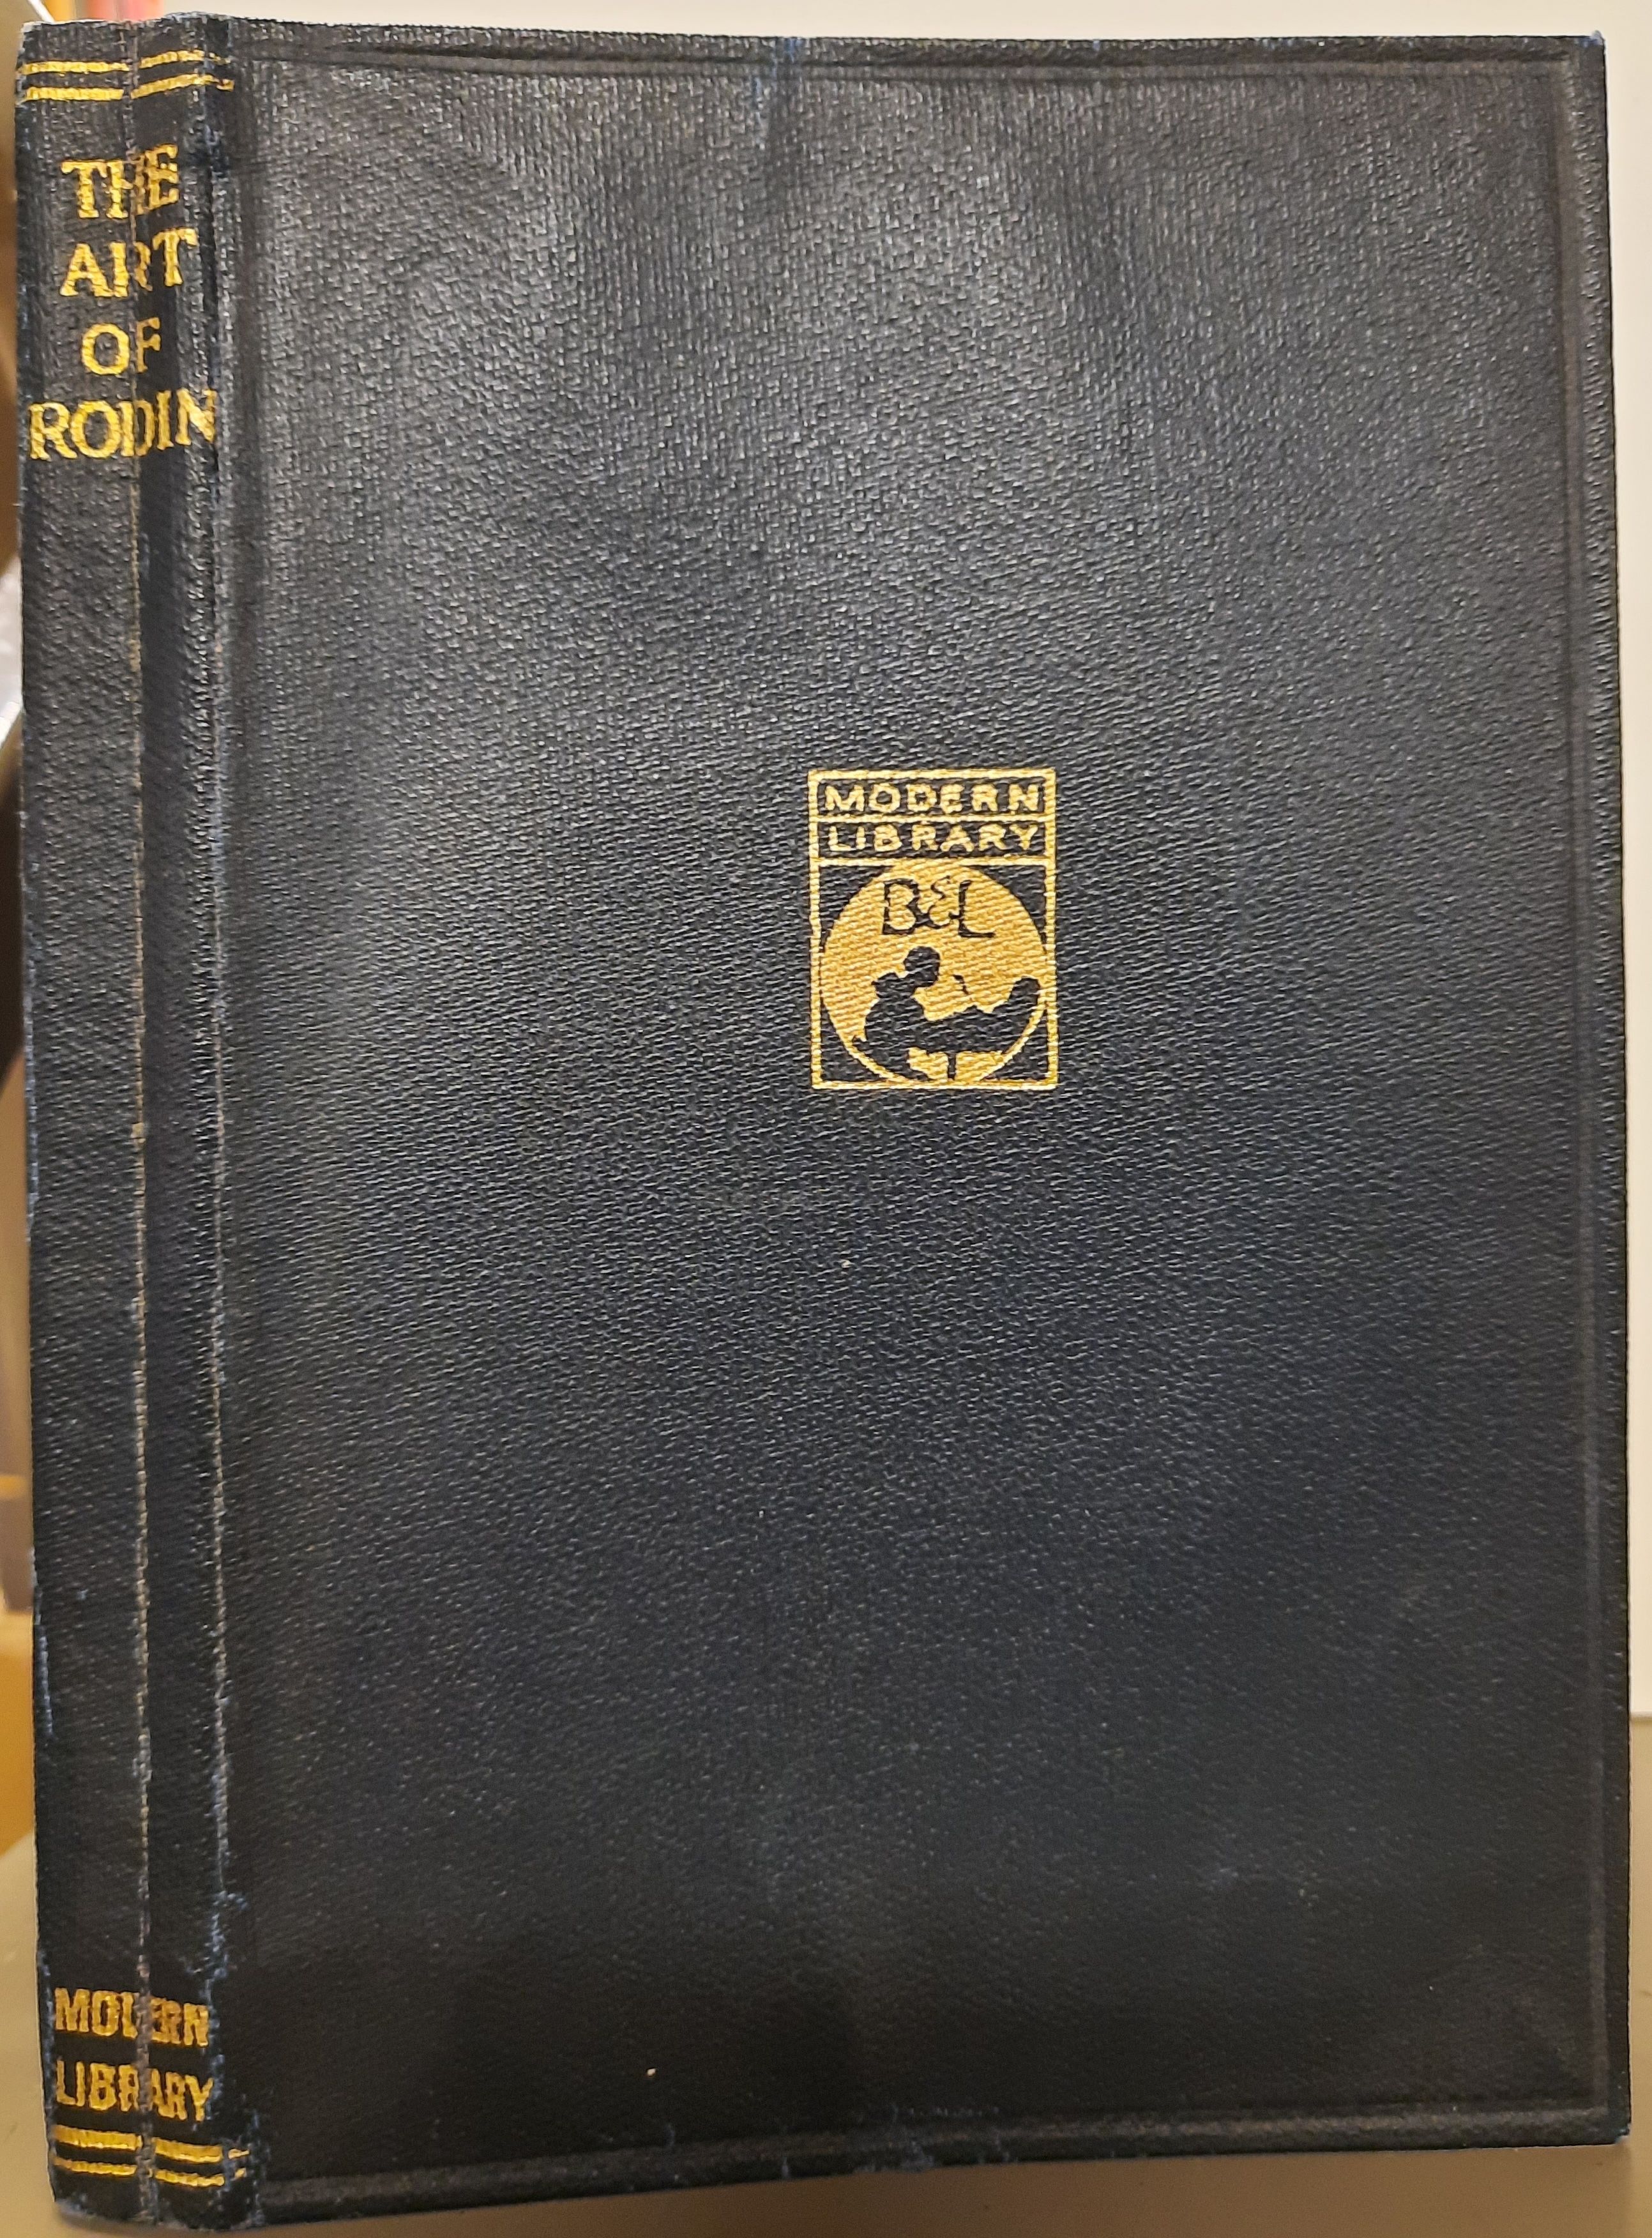 THE
ART
OF
RODIN
MODERN
LIBRARY
MODERN
LIBRARY
B&L